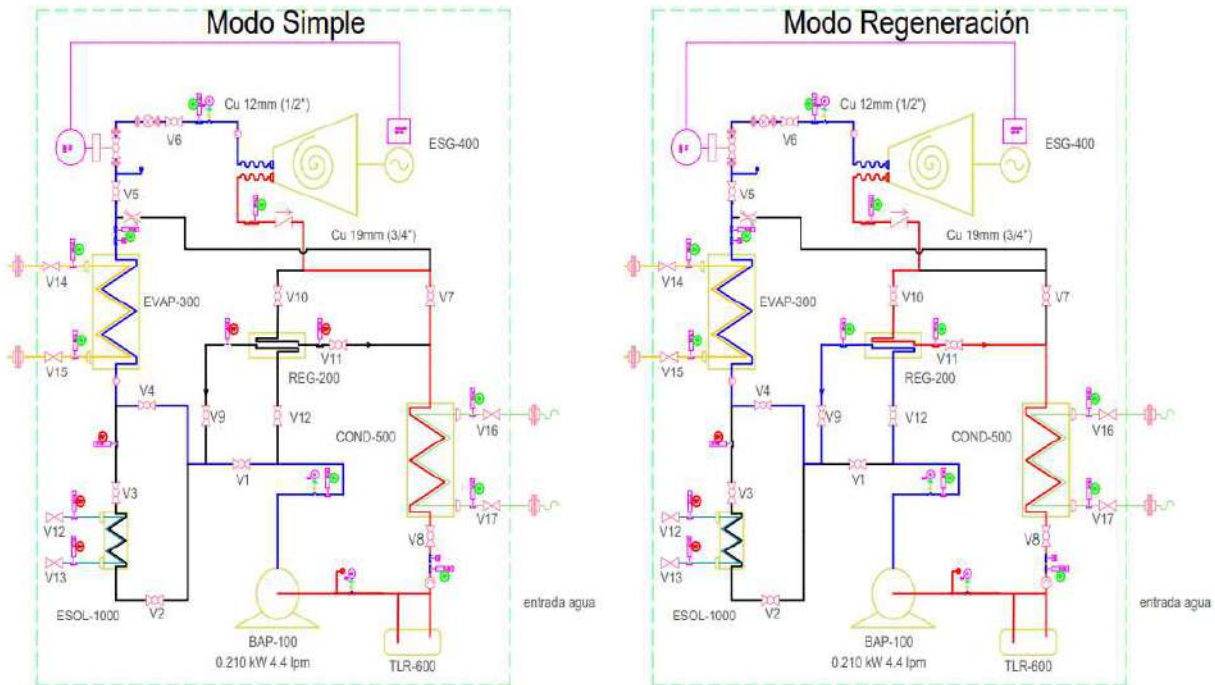 Modo Simple
Cu 12mm (1/2")
V6
ESG-400
V5
Cu 19mm (3/4")
V14
EVAP-300
V10
V7
V15
V11
REG-200
V4
V9
V12
COND-500
V16
V1
V3
V12
V17
V13
V8
ESOL-1000
V2
entrada agua
BAP-100
0.210 kW 4.4 lpm
TLR-600
Modo Regeneración
Cu 12mm (1/2")
V6
ESG-400
V5
Cu 19mm (3/4")
V14
EVAP-300
V10
V7
V15
V11
REG-200
V4
V9
V12
COND-500
V16
V1
V3
V12
V17
V13
V8
ESOL-1000
V2
entrada agua
BAP-100
0.210 kW 4.4 lpm
TLR-600